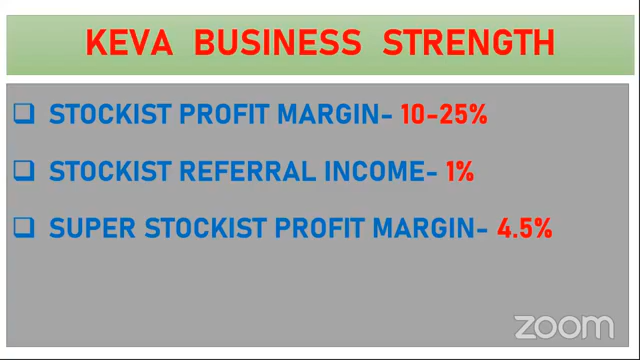 KEVA BUSINESS STRENGTH
STOCKIST PROFIT MARGIN- 10-25%
STOCKIST REFERRAL INCOME- 1%
SUPER STOCKIST PROFIT MARGIN- 4.5%
zoom